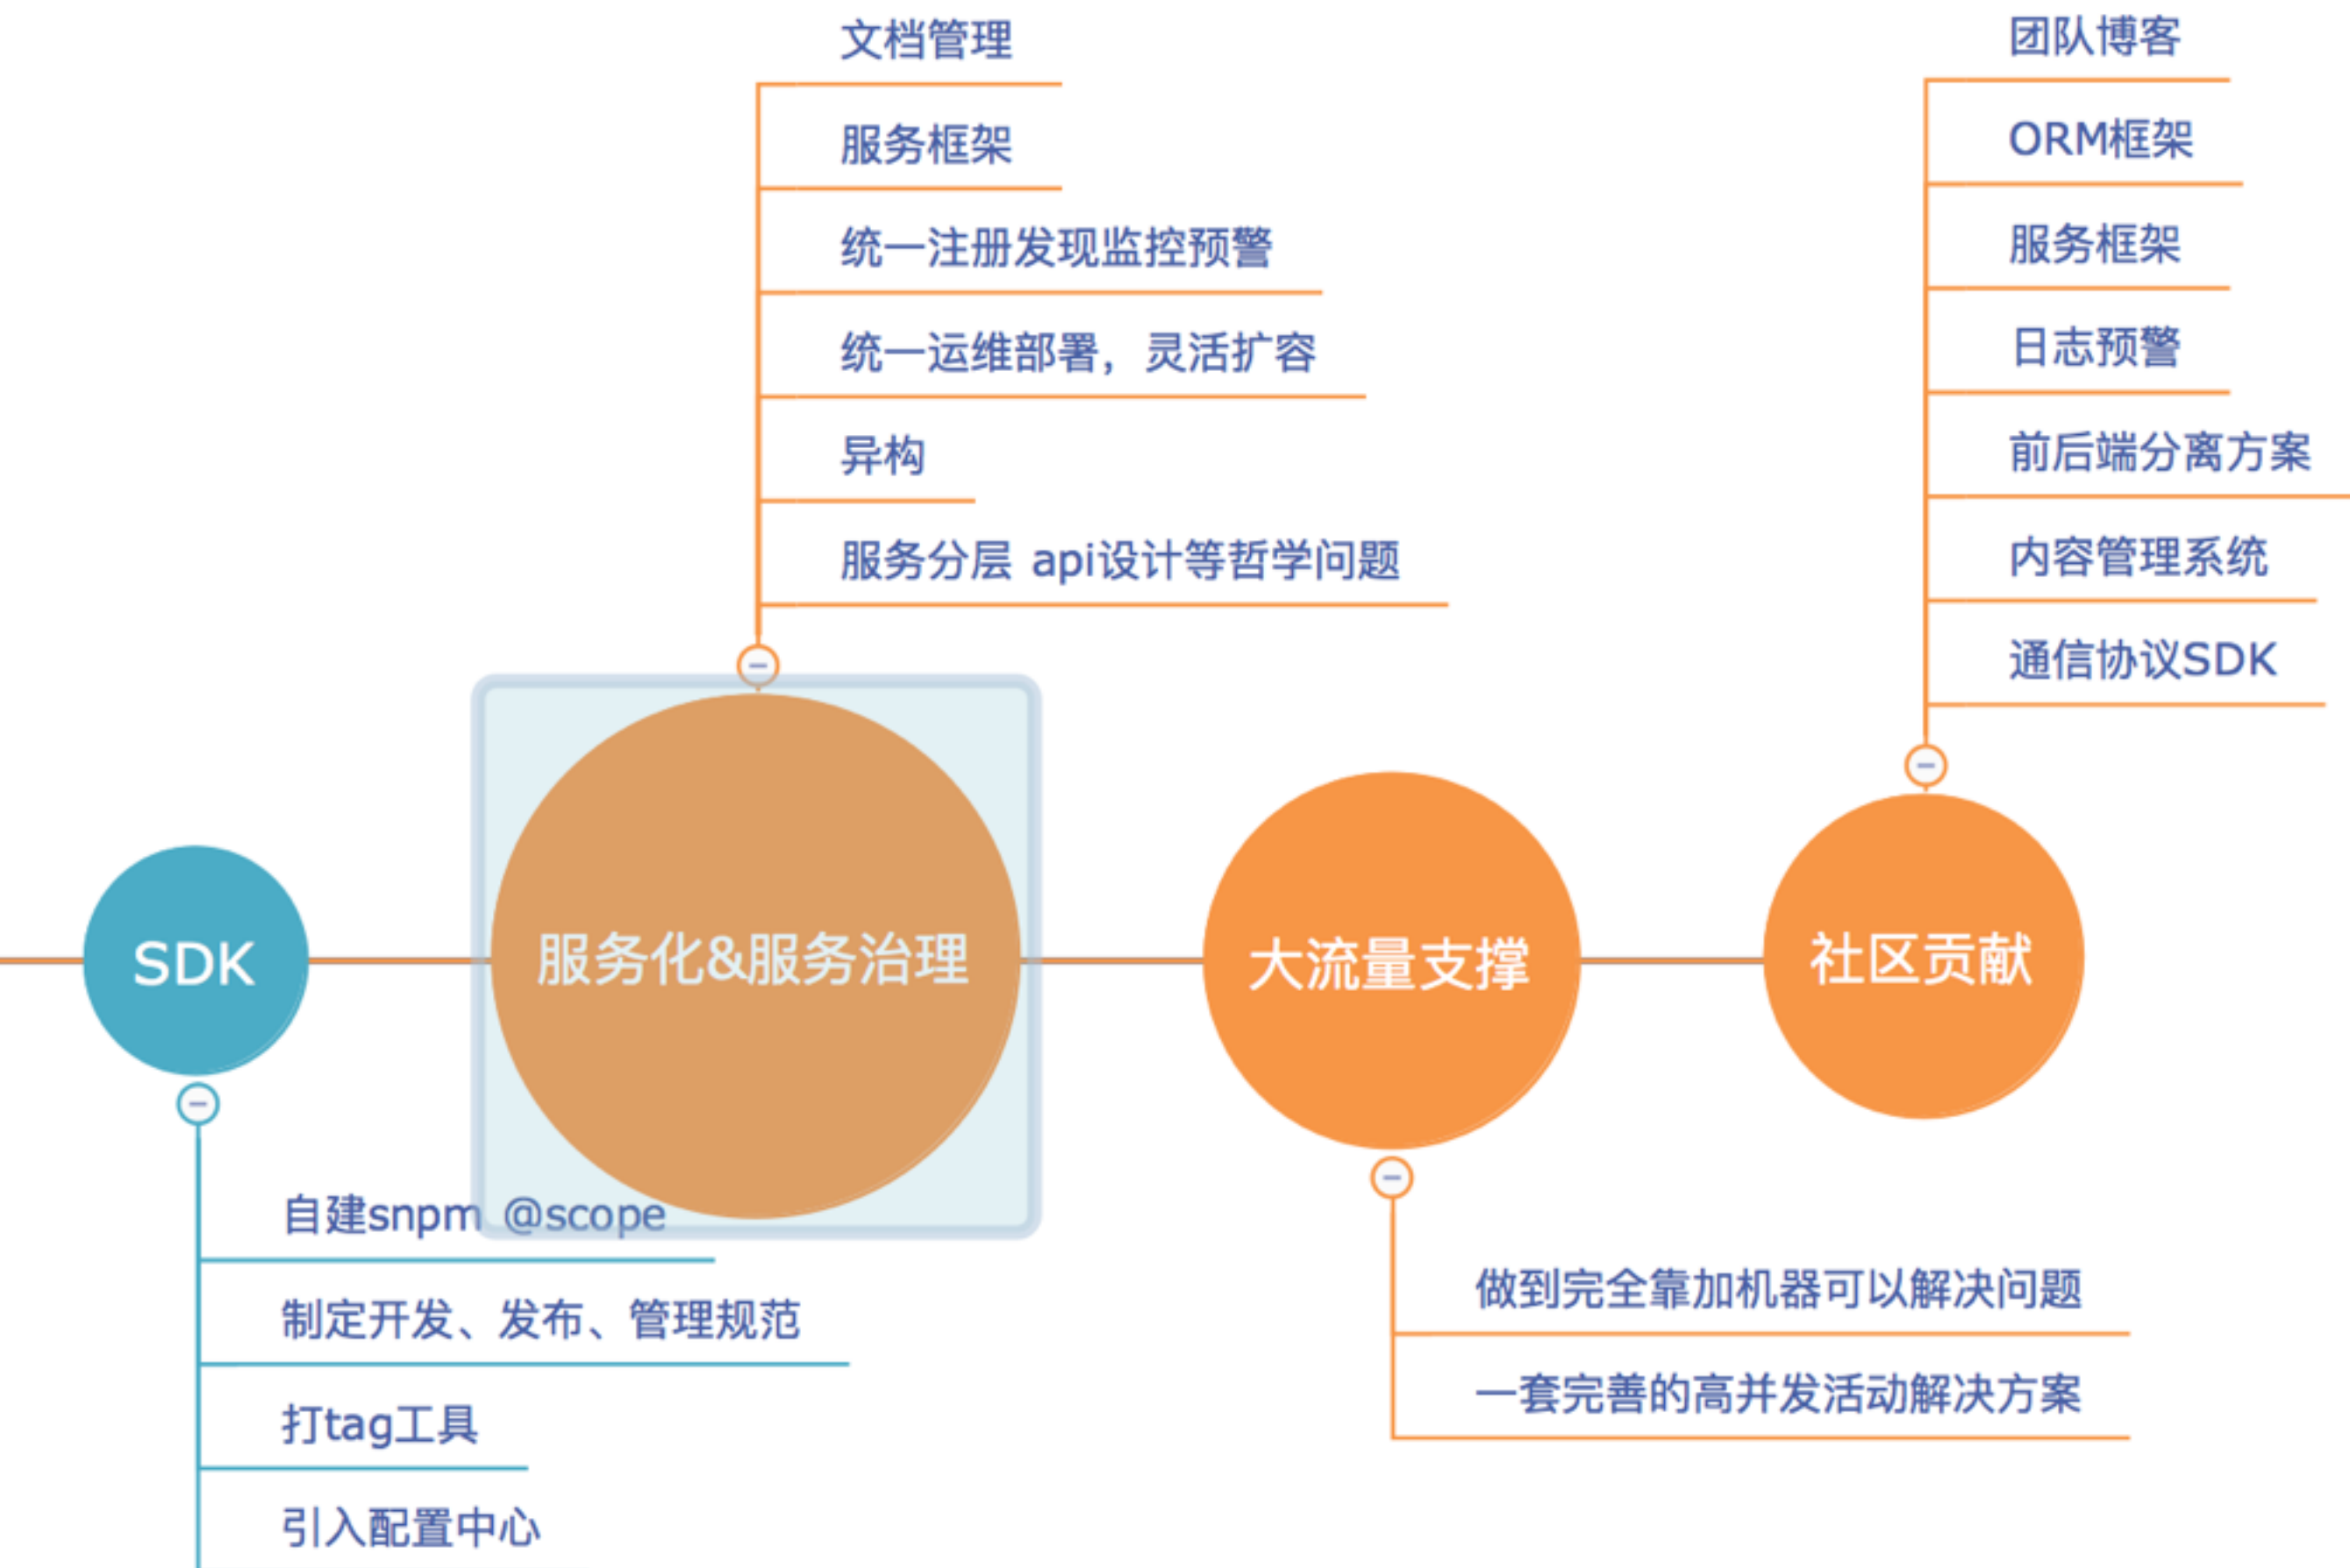 文档管理
服务框架
统一注册发现监控预警
统一运维部署，灵活扩容
异构
服务分层 api设计等哲学问题
团队博客
ORM框架
服务框架
日志预警
前后端分离方案
内容管理系统
通信协议SDK
SDK
服务化&服务治理
大流量支撑
社区贡献
自建snpm @scope
制定开发、发布、管理规范
打tag工具
引入配置中心
做到完全靠加机器可以解决问题
一套完善的高并发活动解决方案